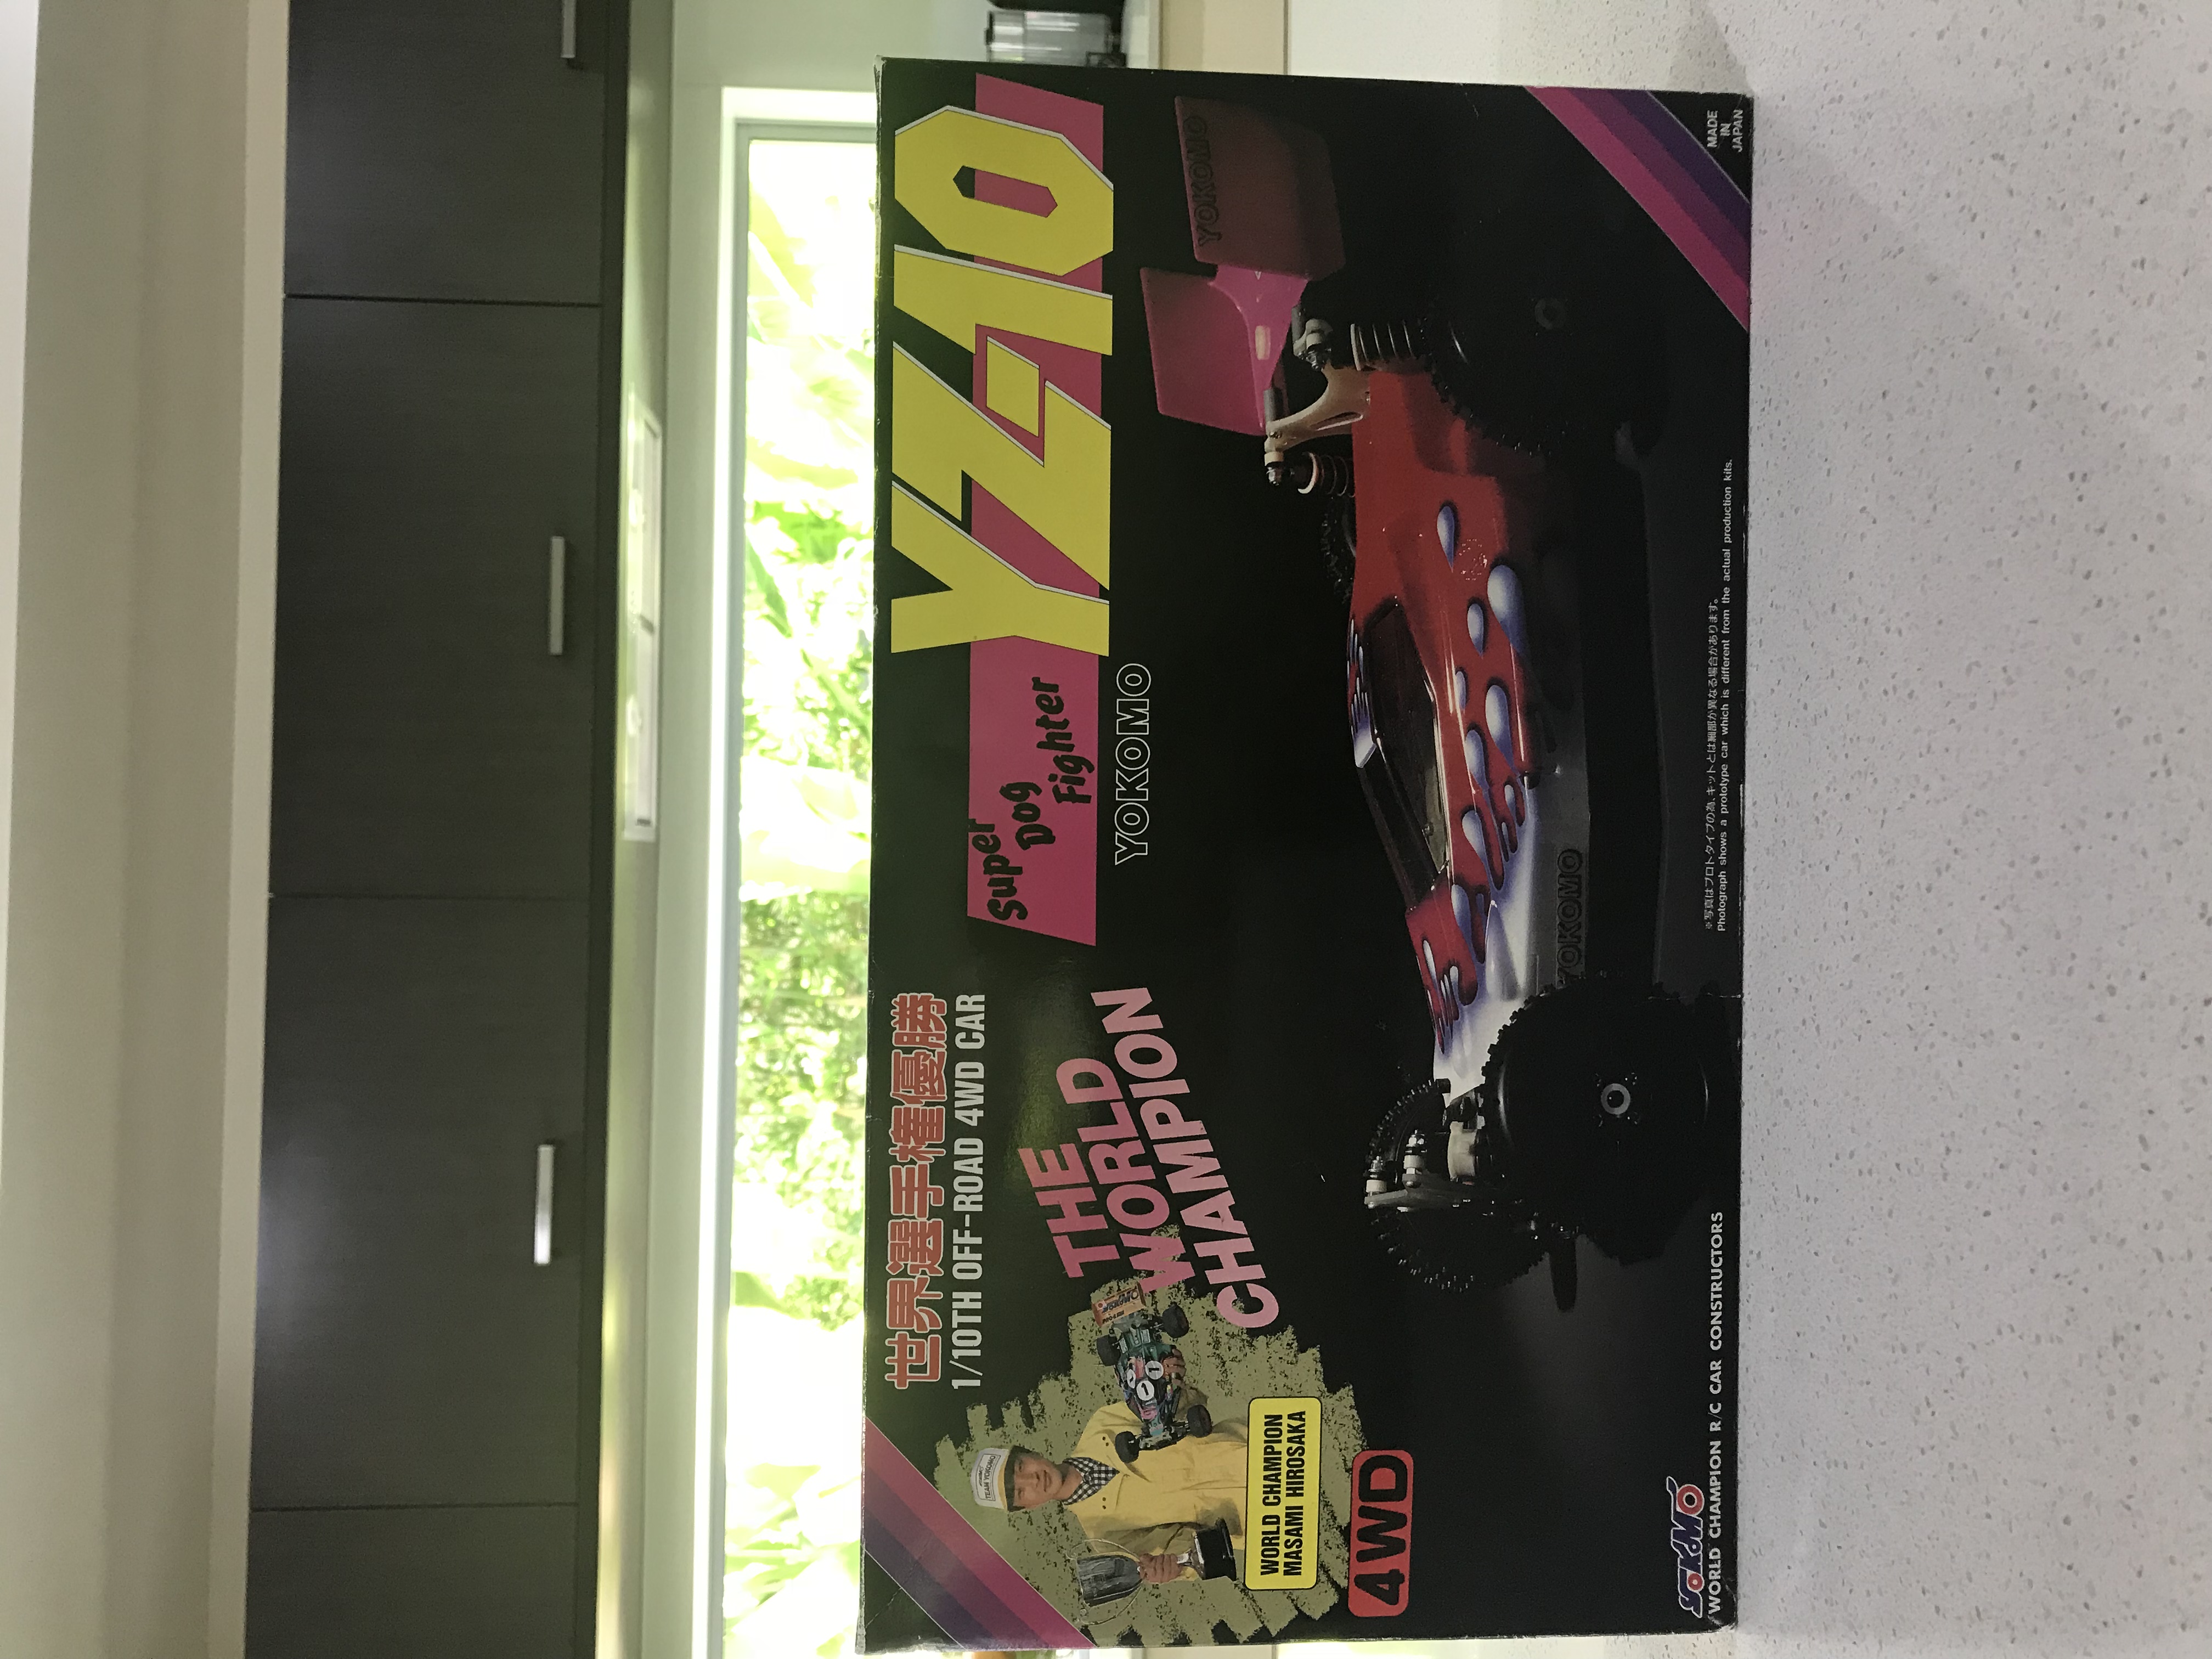 世界選手権優勝
1/10TH OFF-ROAD 4WD CAR
YZ-10
Super
Dog
Fighter
YOKOMO
THE
WORLD
CHAMPION
TEAM YOKOMO
WORLD CHAMPION
MASAMI HIROSAKA
4WD
YOKOMO
YOKOMO
YOKOMO
WORLD CHAMPION R/C CAR CONSTRUCTORS
※写真はプロトタイプの為、キットとは細部が異なる場合があります。
Photograph shows a prototype car which is different from the actual production kits.
MADE
IN
JAPAN